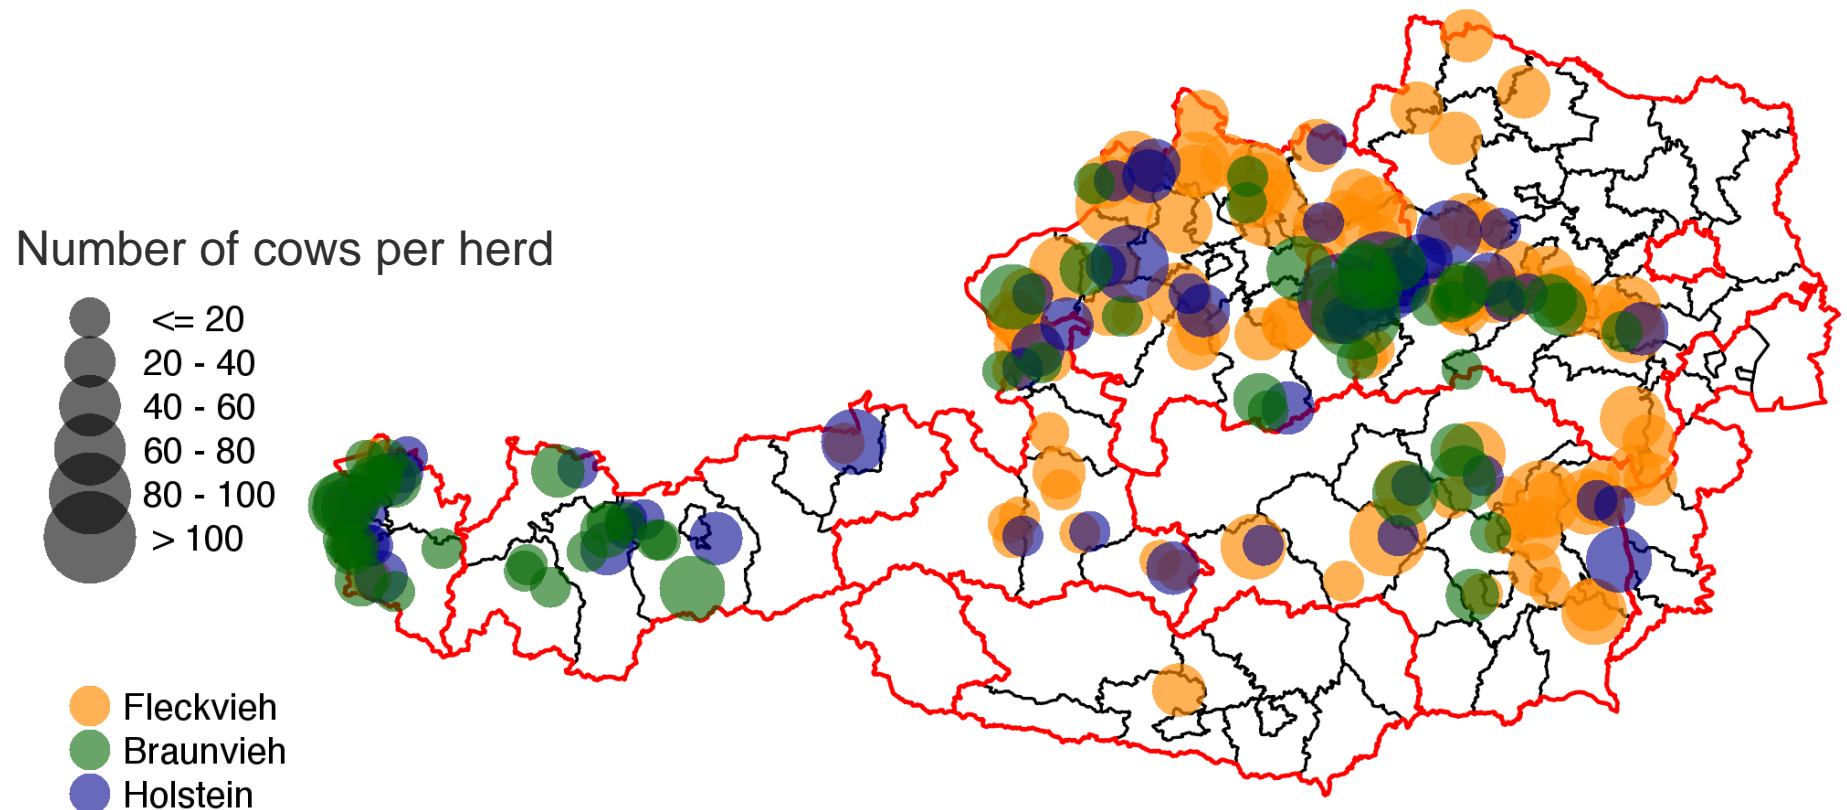 Number of cows per herd
<= 20
20 - 40
40 - 60
60 - 80
80 - 100
> 100
Fleckvieh
Braunvieh
Holstein